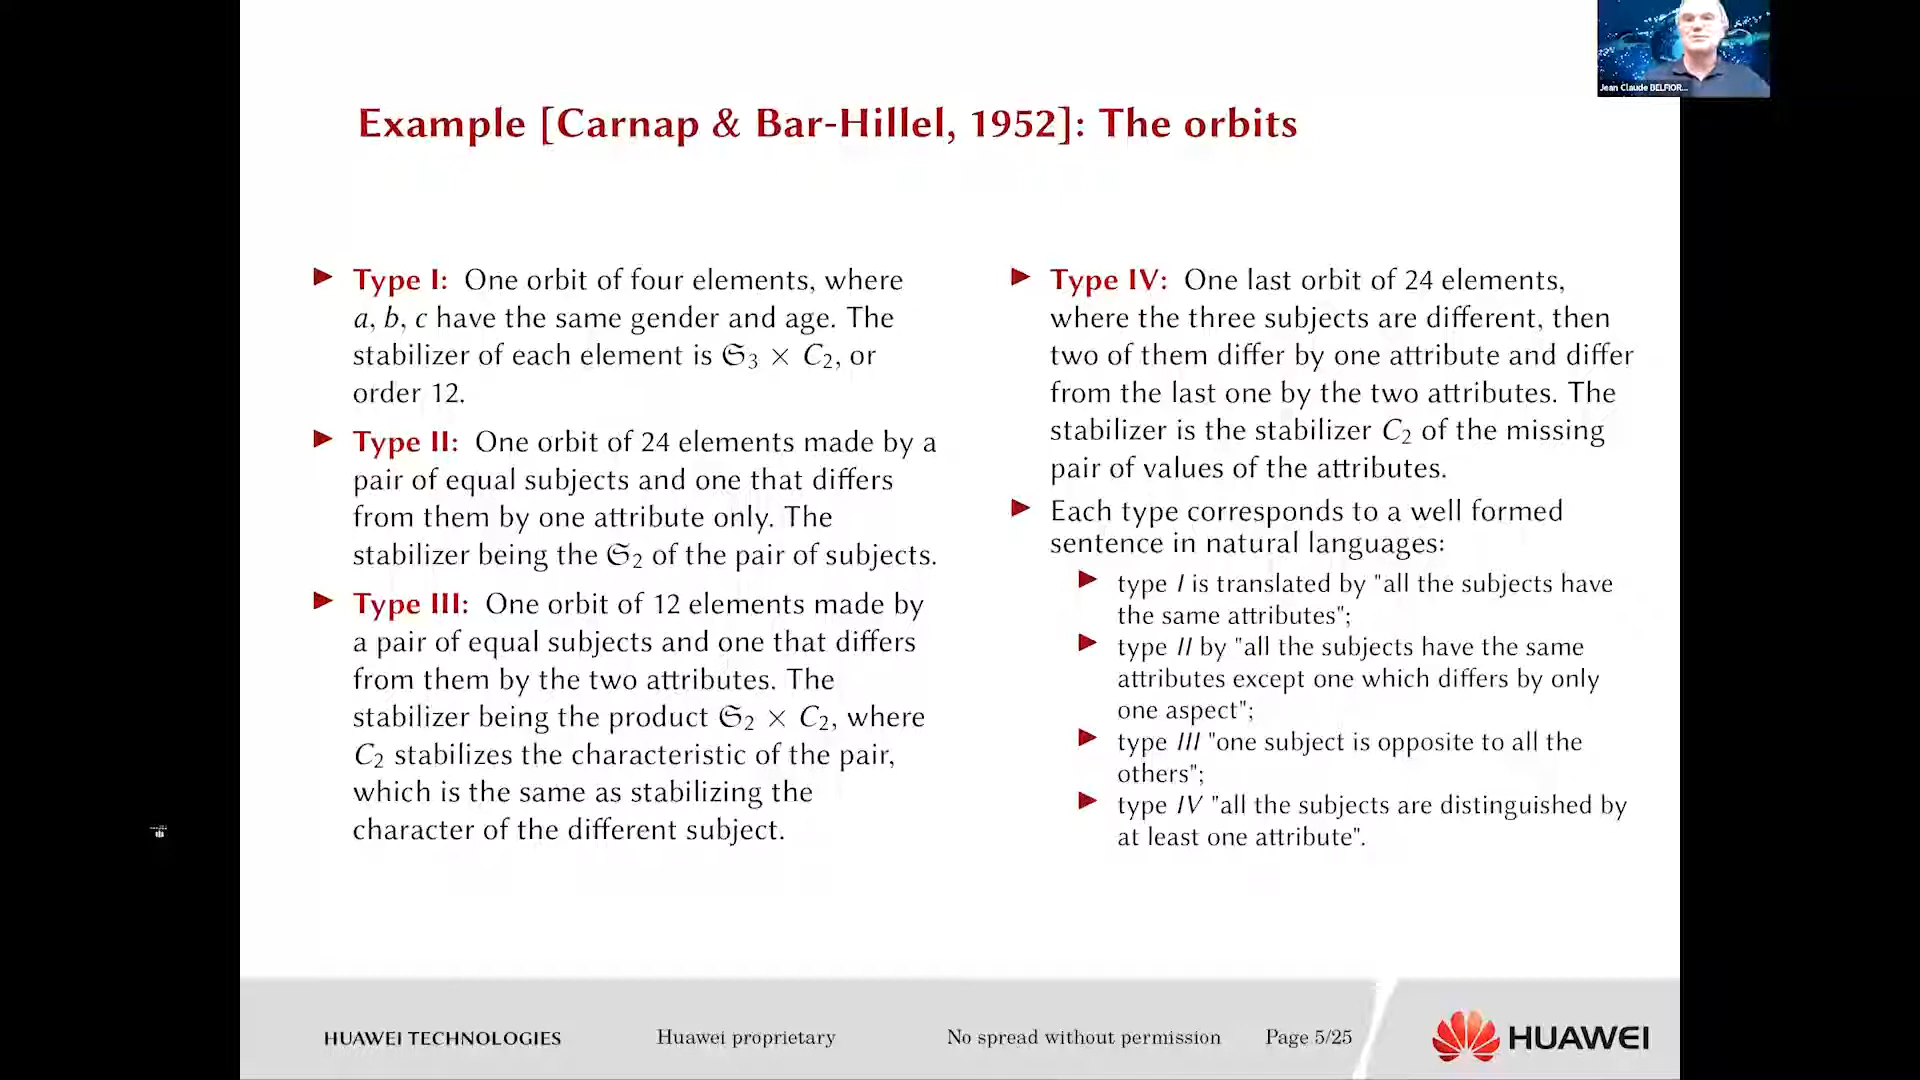 Jean Claude BELFIOR...
Example [Carnap & Bar-Hillel, 1952]: The orbits
Type I: One orbit of four elements, where
a, b, c have the same gender and age. The
stabilizer of each element is 𝔖₃ × C₂, or
order 12.
Type II: One orbit of 24 elements made by a
pair of equal subjects and one that differs
from them by one attribute only. The
stabilizer being the 𝔖₂ of the pair of subjects.
Type III: One orbit of 12 elements made by
a pair of equal subjects and one that differs
from them by the two attributes. The
stabilizer being the product 𝔖₂ × C₂, where
C₂ stabilizes the characteristic of the pair,
which is the same as stabilizing the
character of the different subject.
Type IV: One last orbit of 24 elements,
where the three subjects are different, then
two of them differ by one attribute and differ
from the last one by the two attributes. The
stabilizer is the stabilizer C₂ of the missing
pair of values of the attributes.
Each type corresponds to a well formed
sentence in natural languages:
type I is translated by "all the subjects have
the same attributes";
type II by "all the subjects have the same
attributes except one which differs by only
one aspect";
type III "one subject is opposite to all the
others";
type IV "all the subjects are distinguished by
at least one attribute".
HUAWEI TECHNOLOGIES
Huawei proprietary
No spread without permission
Page 5/25
HUAWEI